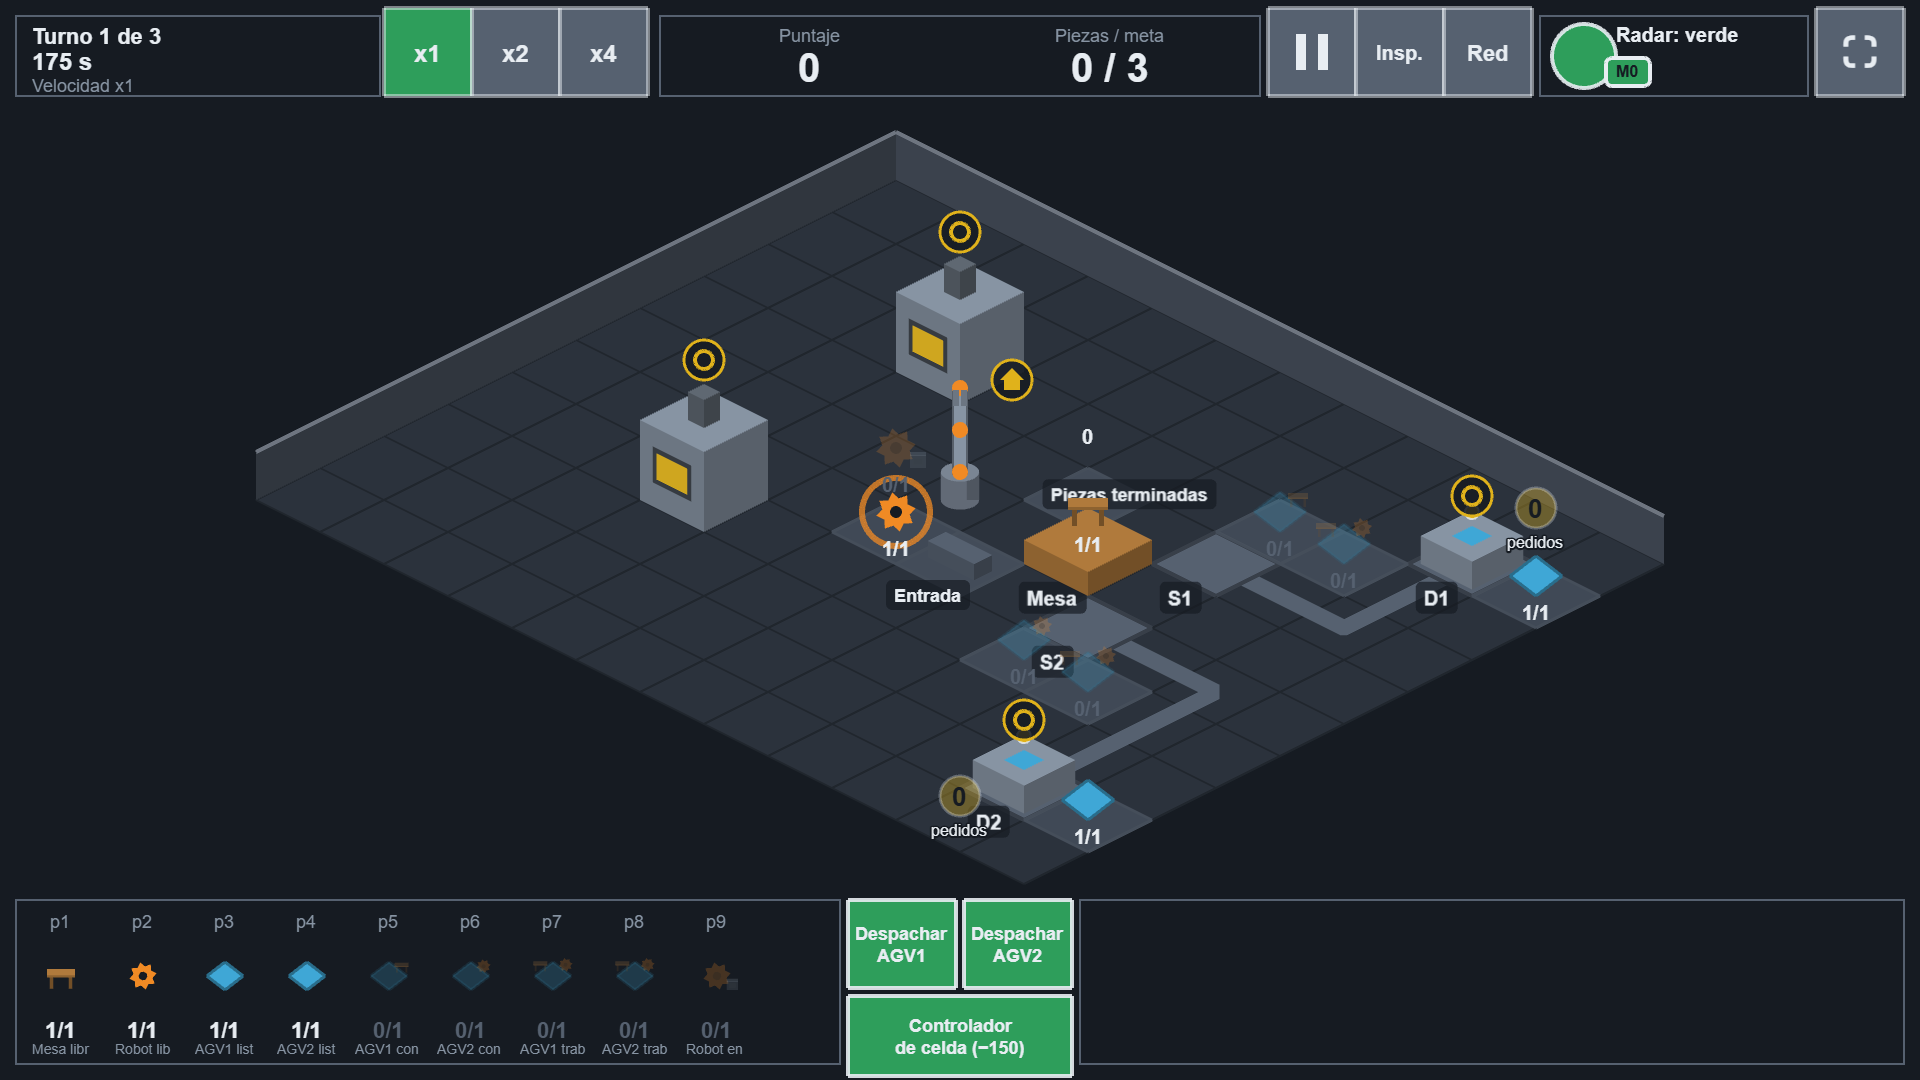 Turno 1 de 3
175 s
Velocidad x1
x1
x2
x4
Puntaje
0
Piezas / meta
0 / 3
Insp.
Red
Radar: verde
M0
0
Piezas terminadas
0/1
1/1
Entrada
1/1
Mesa
S1
0/1
0/1
0
pedidos
D1
1/1
S2
0/1
0/1
0
pedidos
D2
1/1
p1
p2
p3
p4
p5
p6
p7
p8
p9
1/1
1/1
1/1
1/1
0/1
0/1
0/1
0/1
0/1
Mesa libr
Robot lib
AGV1 list
AGV2 list
AGV1 con
AGV2 con
AGV1 trab
AGV2 trab
Robot en
Despachar
AGV1
Despachar
AGV2
Controlador
de celda (−150)